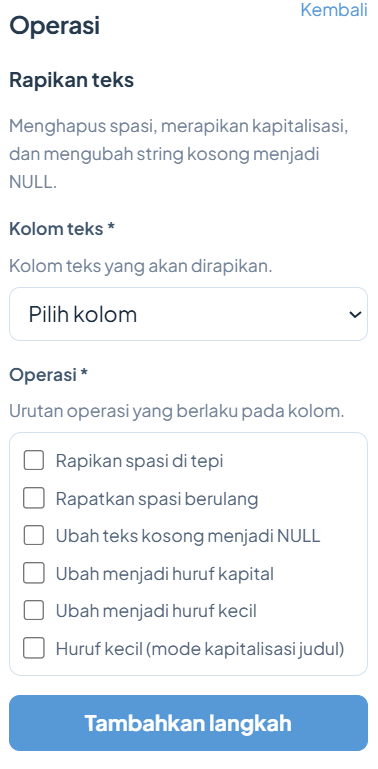 Kembali
Operasi
Rapikan teks
Menghapus spasi, merapikan kapitalisasi,
dan mengubah string kosong menjadi
NULL.
Kolom teks *
Kolom teks yang akan dirapikan.
Pilih kolom
Operasi *
Urutan operasi yang berlaku pada kolom.
Rapikan spasi di tepi
Rapatkan spasi berulang
Ubah teks kosong menjadi NULL
Ubah menjadi huruf kapital
Ubah menjadi huruf kecil
Huruf kecil (mode kapitalisasi judul)
Tambahkan langkah